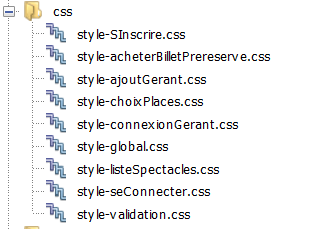 css
style-SInscrire.css
style-acheterBilletPrereserve.css
style-ajoutGerant.css
style-choixPlaces.css
style-connexionGerant.css
style-global.css
style-listeSpectacles.css
style-seConnecter.css
style-validation.css